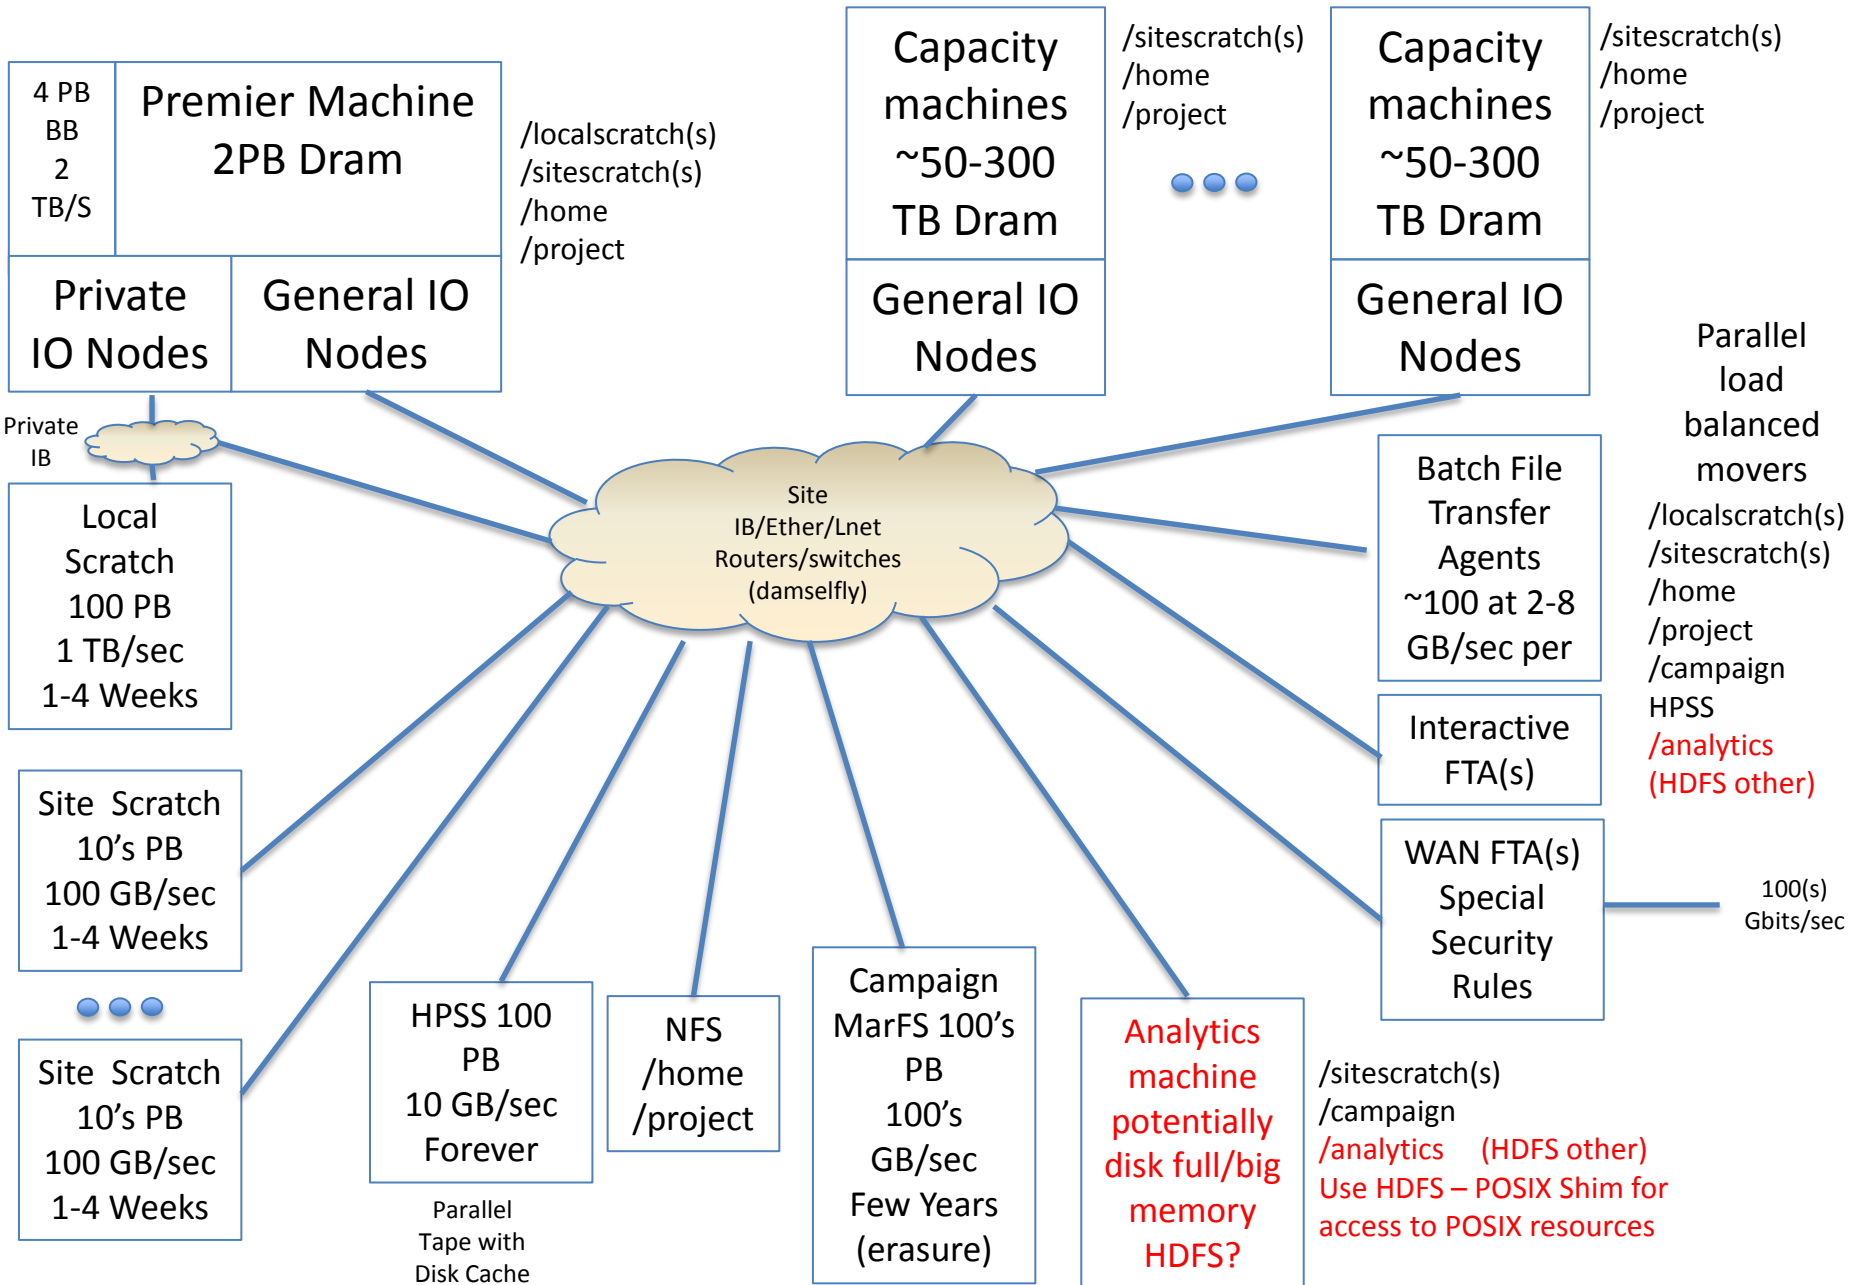 4 PB
BB
2
TB/S
Premier Machine
2PB Dram
/localscratch(s)
/sitescratch(s)
/home
/project
Private
IO Nodes
General IO
Nodes
Capacity
machines
~50-300
TB Dram
/sitescratch(s)
/home
/project
General IO
Nodes
Capacity
machines
~50-300
TB Dram
/sitescratch(s)
/home
/project
General IO
Nodes
Private
IB
Local
Scratch
100 PB
1 TB/sec
1-4 Weeks
Site
IB/Ether/Lnet
Routers/switches
(damselfly)
Parallel
load
balanced
movers
/localscratch(s)
/sitescratch(s)
/home
/project
/campaign
HPSS
/analytics
(HDFS other)
Batch File
Transfer
Agents
~100 at 2-8
GB/sec per
Interactive
FTA(s)
WAN FTA(s)
Special
Security
Rules
100(s)
Gbits/sec
Site Scratch
10’s PB
100 GB/sec
1-4 Weeks
Site Scratch
10’s PB
100 GB/sec
1-4 Weeks
HPSS 100
PB
10 GB/sec
Forever
Parallel
Tape with
Disk Cache
NFS
/home
/project
Campaign
MarFS 100’s
PB
100’s
GB/sec
Few Years
(erasure)
Analytics
machine
potentially
disk full/big
memory
HDFS?
/sitescratch(s)
/campaign
/analytics (HDFS other)
Use HDFS – POSIX Shim for
access to POSIX resources